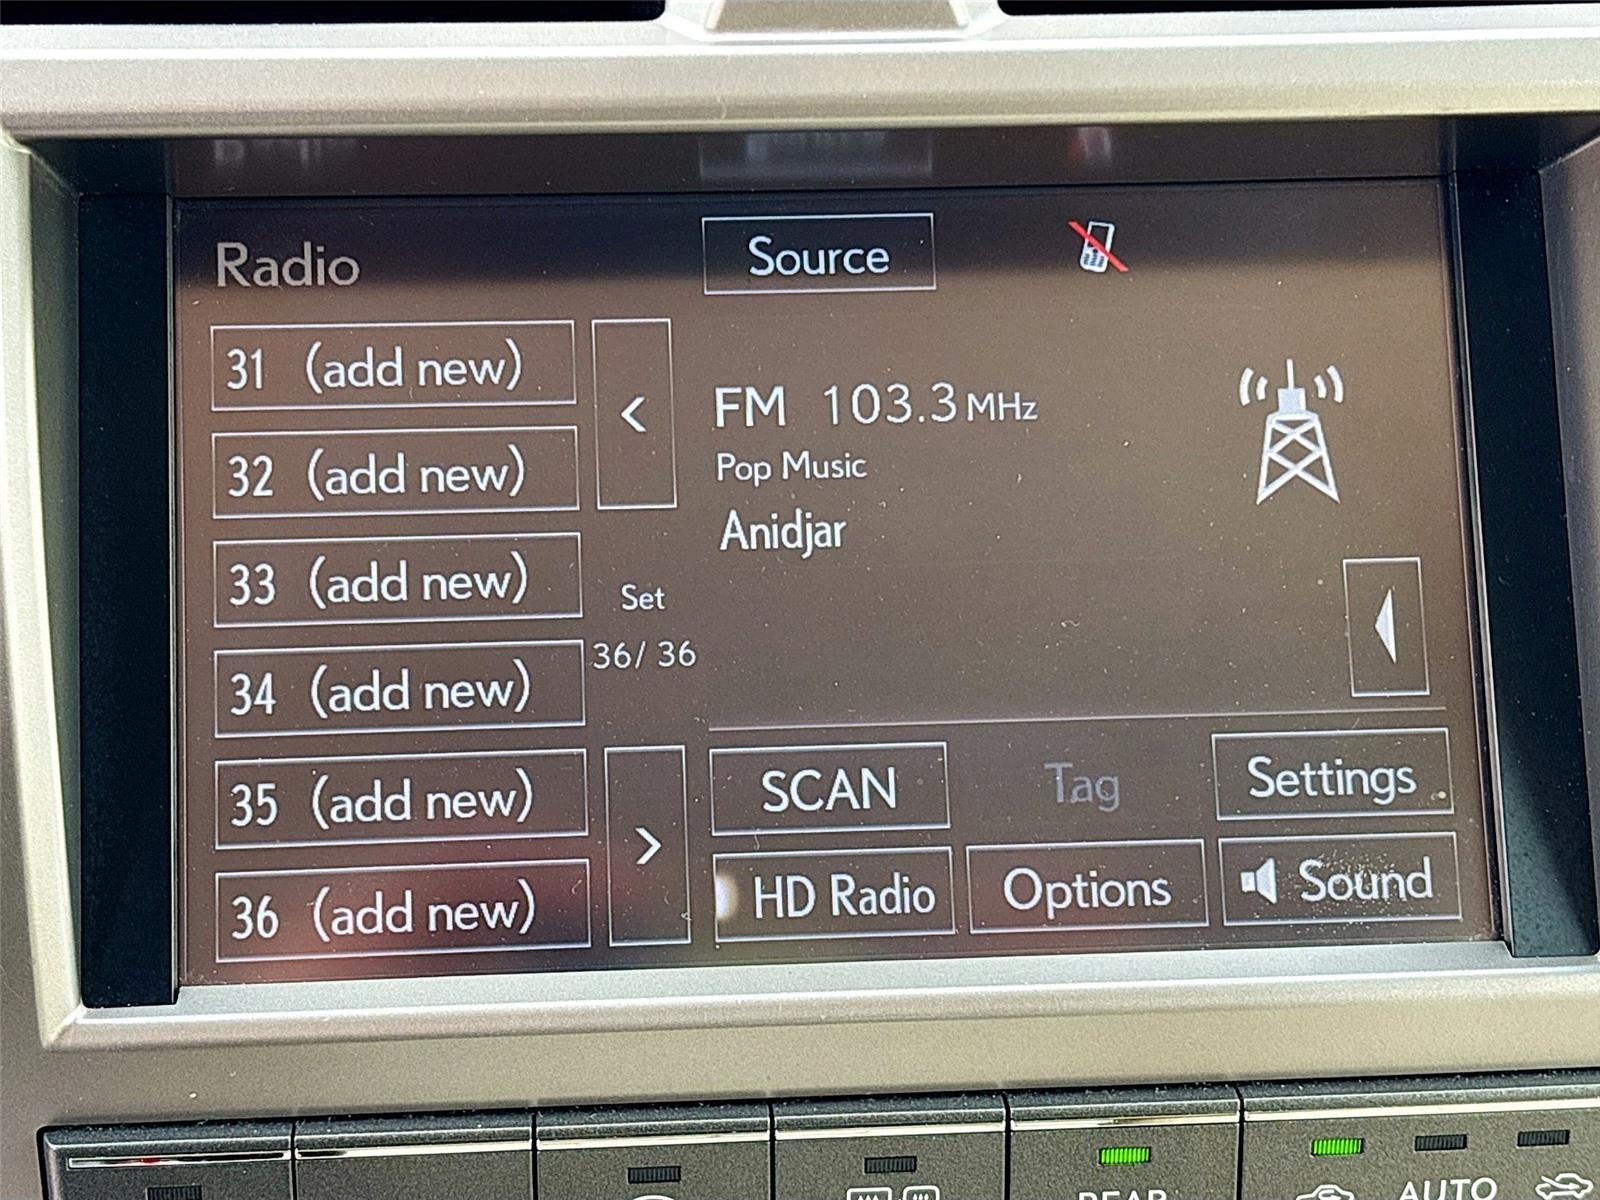 Radio
Source
31 (add new)
32 (add new)
33 (add new)
34 (add new)
35 (add new)
36 (add new)
<
Set
36/ 36
>
FM 103.3 MHz
Pop Music
Anidjar
SCAN
Tag
Settings
HD Radio
Options
Sound
REAR
AUTO